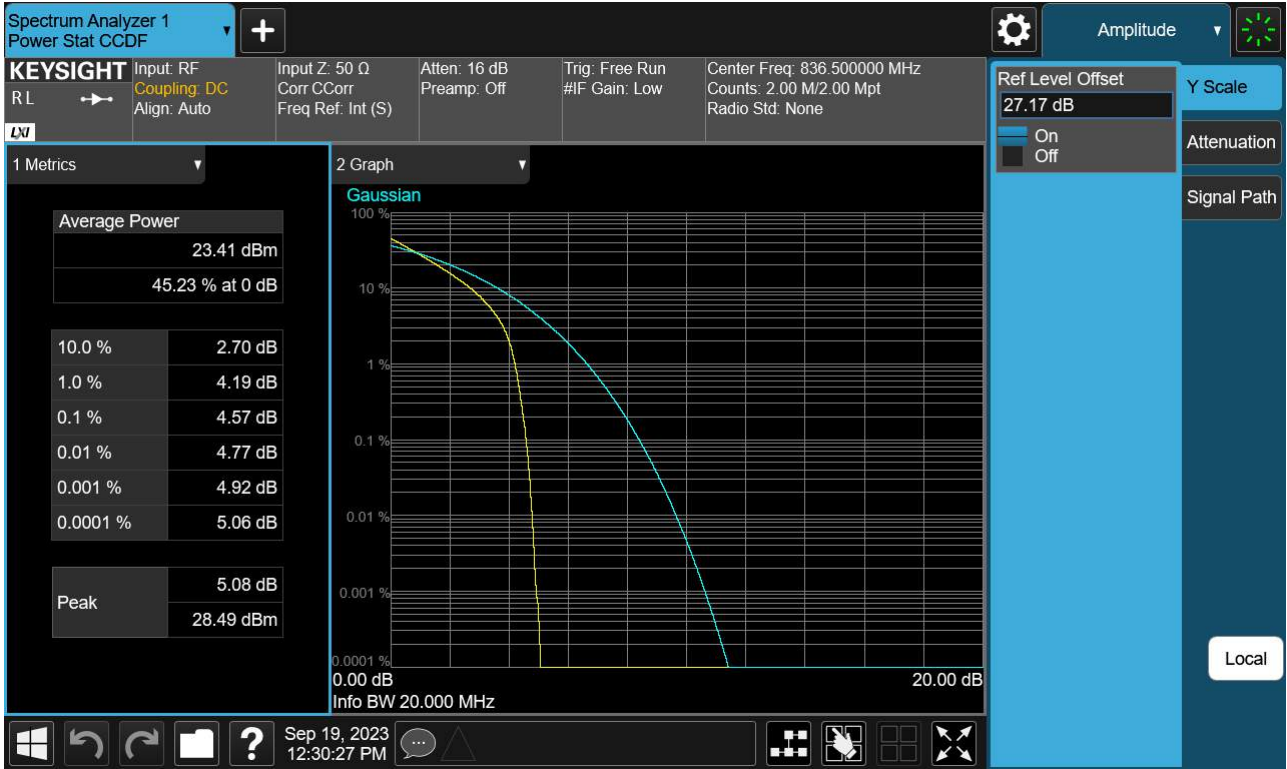 Spectrum Analyzer 1
Power Stat CCDF
+
Amplitude
KEYSIGHT
RL
LXI
Input: RF
Coupling: DC
Align: Auto
Input Z: 50 Ω
Corr CCorr
Freq Ref: Int (S)
Atten: 16 dB
Preamp: Off
Trig: Free Run
#IF Gain: Low
Center Freq: 836.500000 MHz
Counts: 2.00 M/2.00 Mpt
Radio Std: None
Ref Level Offset
27.17 dB
On
Off
Y Scale
Attenuation
Signal Path
Local
1 Metrics
Average Power
23.41 dBm
45.23 % at 0 dB
10.0 % 2.70 dB
1.0 % 4.19 dB
0.1 % 4.57 dB
0.01 % 4.77 dB
0.001 % 4.92 dB
0.0001 % 5.06 dB
Peak
5.08 dB
28.49 dBm
2 Graph
Gaussian
100 %
10 %
1 %
0.1 %
0.01 %
0.001 %
0.0001 %
0.00 dB 20.00 dB
Info BW 20.000 MHz
?
Sep 19, 2023
12:30:27 PM